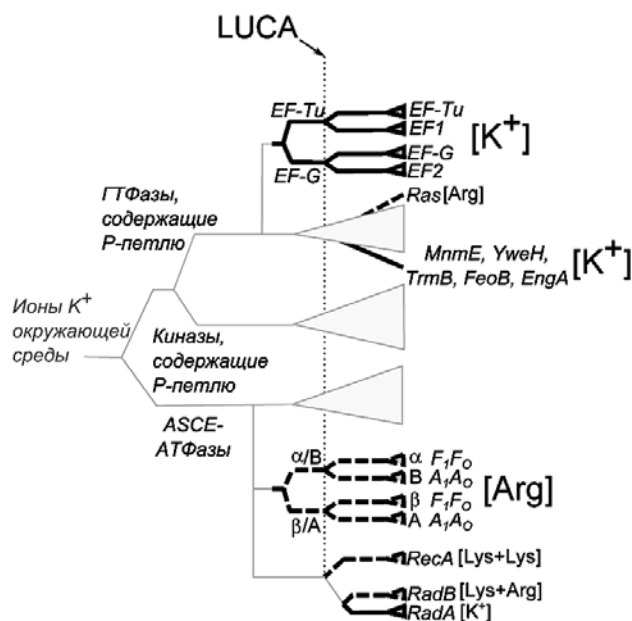 LUCA
EF-Tu
EF-Tu
EF1
[K⁺]
EF-G
EF-G
EF2
ГТФазы,
содержащие
Р-петлю
Ras[Arg]
MnmE, YweH,
TrmB, FeoB, EngA
[K⁺]
Ионы K⁺
окружающей
среды
Киназы,
содержащие
Р-петлю
ASCE-
АТФазы
α/B
α F₁Fₒ
B A₁Aₒ
[Arg]
β/A
β F₁Fₒ
A A₁Aₒ
RecA [Lys+Lys]
RadB [Lys+Arg]
RadA [K⁺]